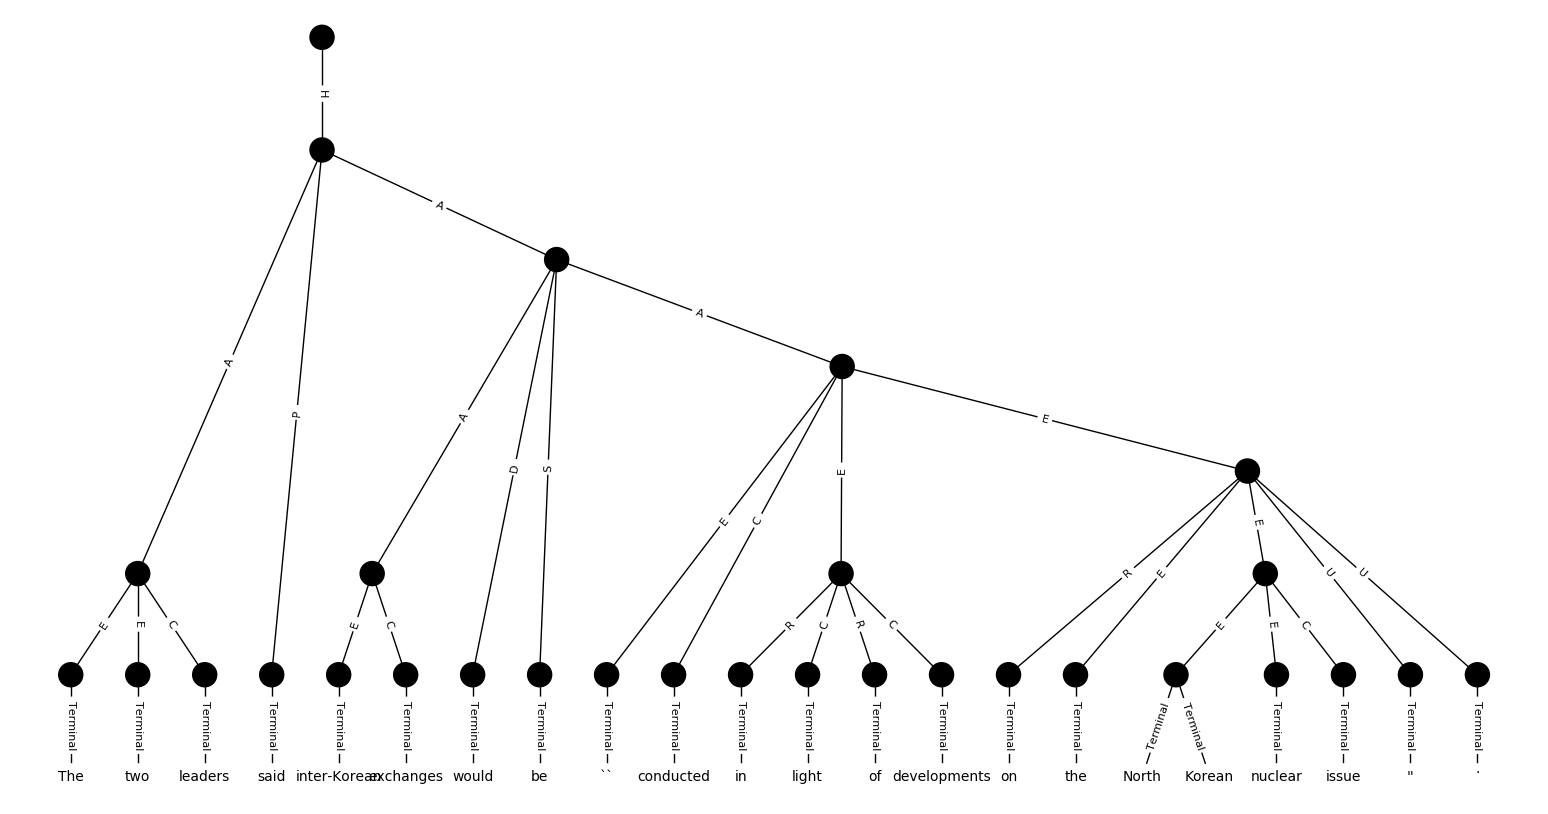 H
A
A
A
P
A
E
D
S
E
E
E
C
E
R
E
U
U
E
E
C
E
C
R
C
R
C
E
E
C
Terminal Terminal Terminal Terminal Terminal Terminal Terminal Terminal Terminal Terminal Terminal Terminal Terminal Terminal Terminal Terminal Terminal Terminal Terminal Terminal Terminal Terminal
The two leaders said inter-Korean exchanges would be `` conducted in light of developments on the North Korean nuclear issue " .